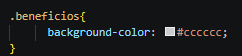 .beneficios{
    background-color: #cccccc;
}